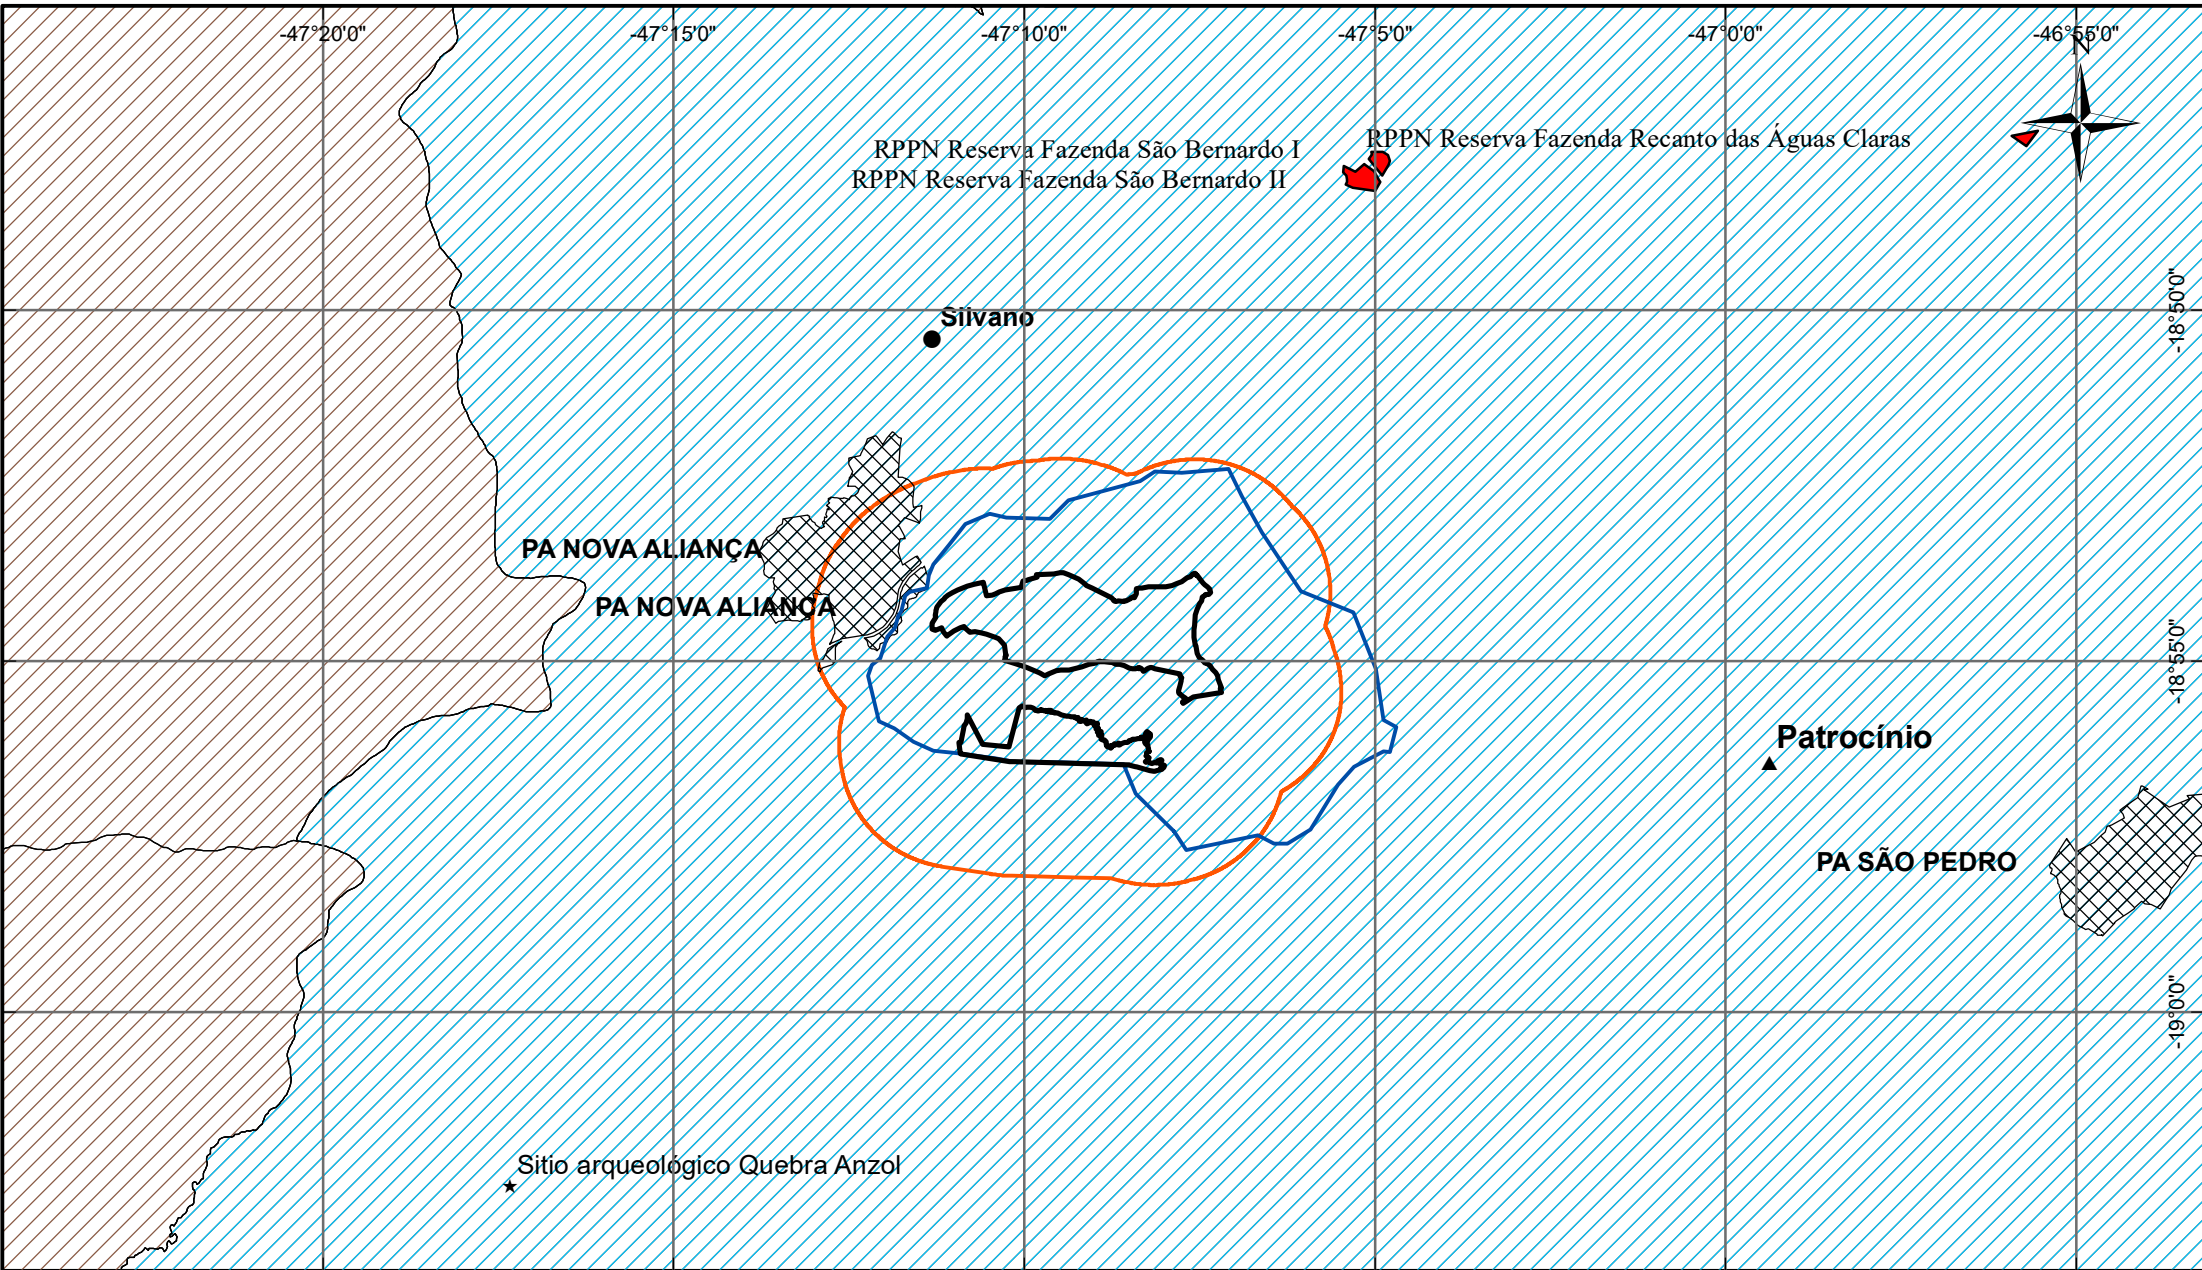 -47°20'0"
-47°15'0"
-47°10'0"
-47°5'0"
-47°0'0"
-46°55'0"
N
RPPN Reserva Fazenda Recanto das Águas Claras
RPPN Reserva Fazenda São Bernardo I
RPPN Reserva Fazenda São Bernardo II
-18°50'0"
Silvano
PA NOVA ALIANÇA
PA NOVA ALIANÇA
-18°55'0"
Patrocínio
PA SÃO PEDRO
-19°0'0"
Sitio arqueológico Quebra Anzol